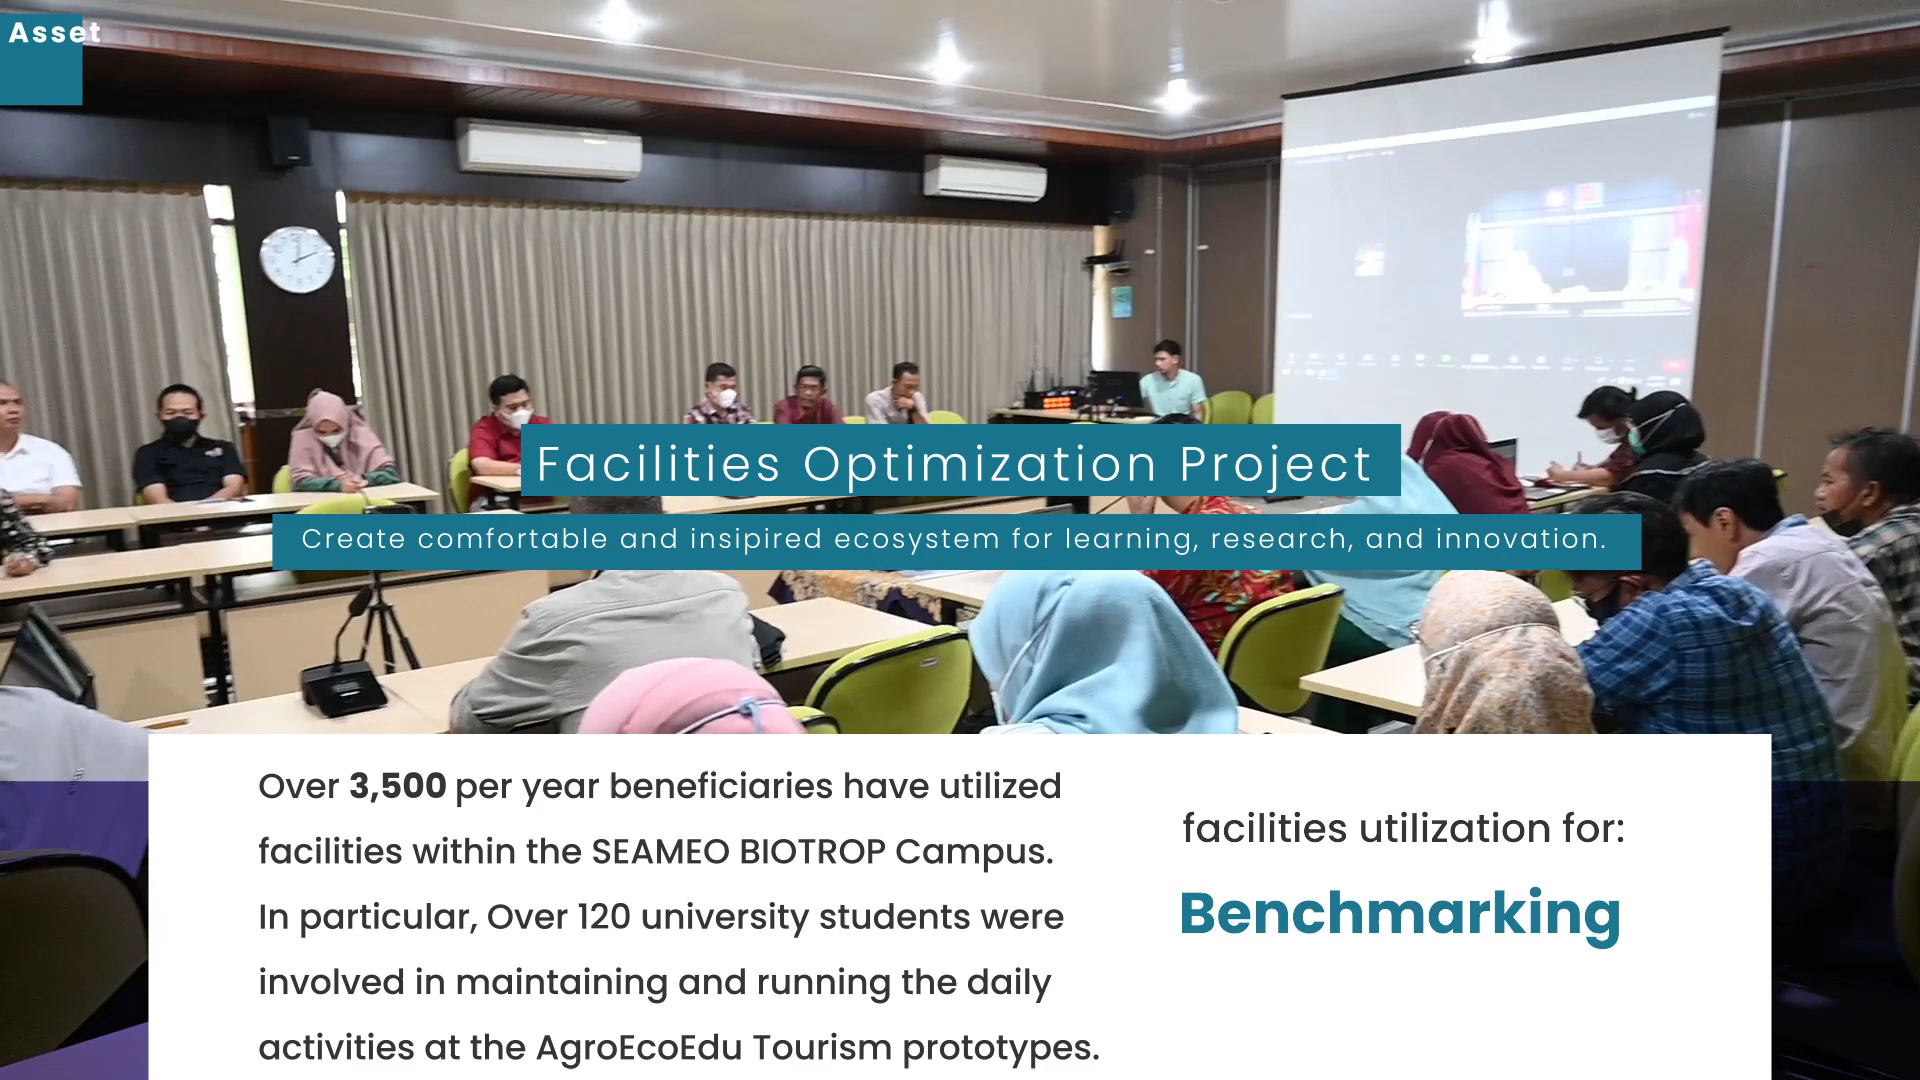 Asset
Facilities Optimization Project
Create comfortable and insipired ecosystem for learning, research, and innovation.
Over 3,500 per year beneficiaries have utilized
facilities within the SEAMEO BIOTROP Campus.
In particular, Over 120 university students were
involved in maintaining and running the daily
activities at the AgroEcoEdu Tourism prototypes.
facilities utilization for:
Benchmarking